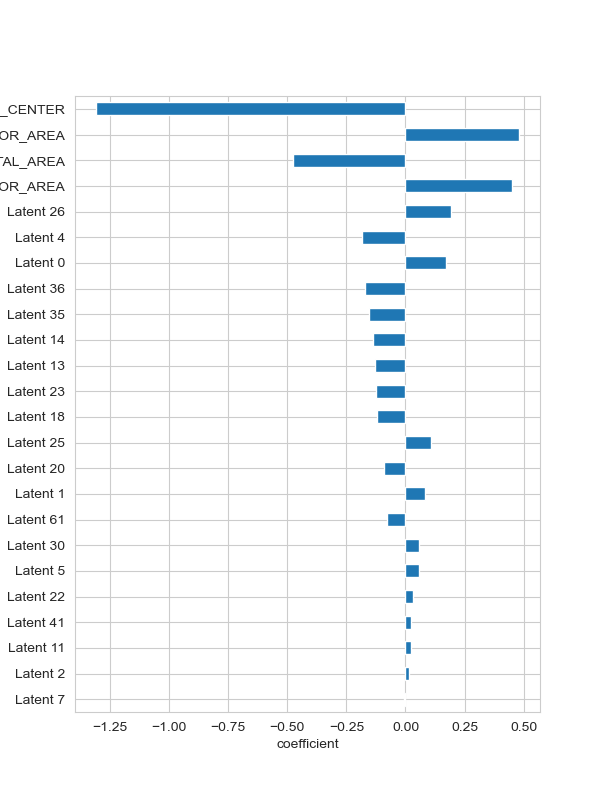 _CENTER
OR_AREA
TAL_AREA
OR_AREA
Latent 26
Latent 4
Latent 0
Latent 36
Latent 35
Latent 14
Latent 13
Latent 23
Latent 18
Latent 25
Latent 20
Latent 1
Latent 61
Latent 30
Latent 5
Latent 22
Latent 41
Latent 11
Latent 2
Latent 7
−1.25 −1.00 −0.75 −0.50 −0.25 0.00 0.25 0.50
coefficient